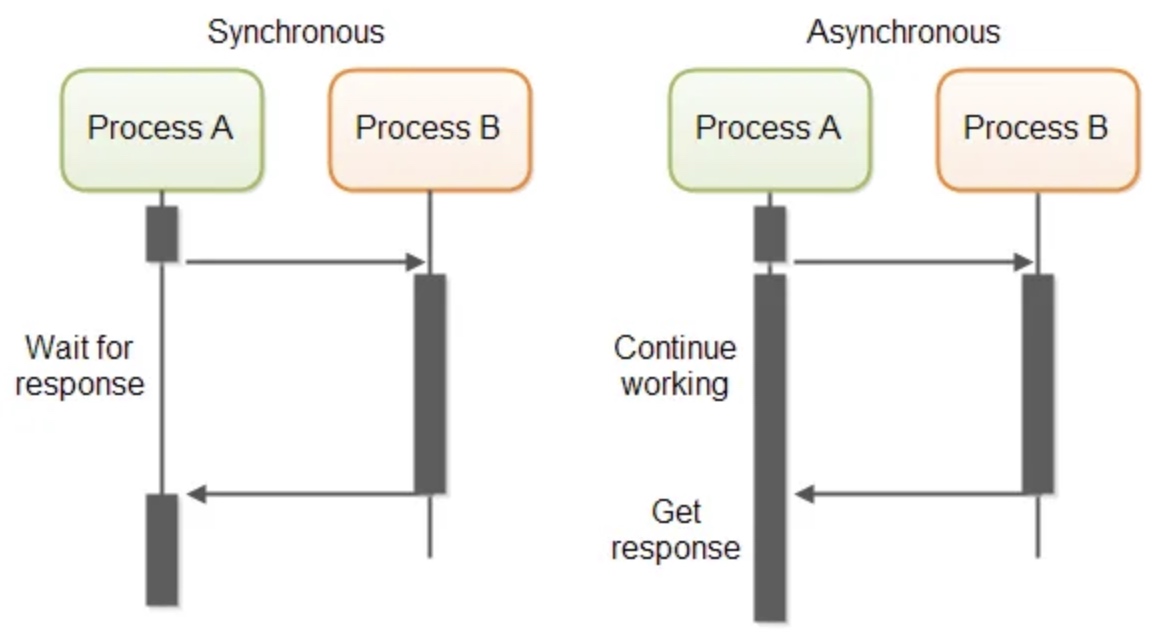 Synchronous
Process A
Process B
Wait for
response
Asynchronous
Process A
Process B
Continue
working
Get
response